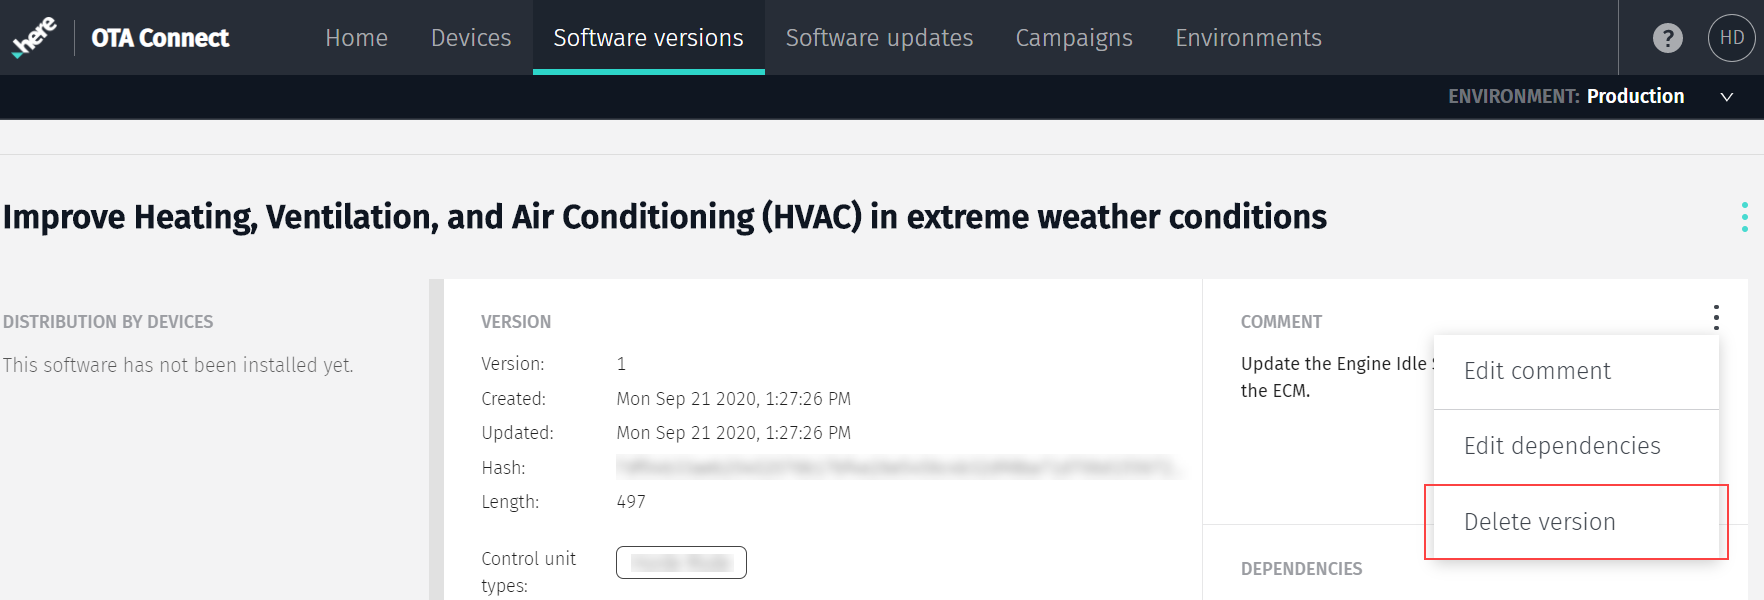 here OTA Connect Home Devices Software versions Software updates Campaigns Environments ? HD
ENVIRONMENT: Production
Improve Heating, Ventilation, and Air Conditioning (HVAC) in extreme weather conditions
DISTRIBUTION BY DEVICES
This software has not been installed yet.
VERSION
Version: 1
Created: Mon Sep 21 2020, 1:27:26 PM
Updated: Mon Sep 21 2020, 1:27:26 PM
Hash:
Length: 497
Control unit
types:
COMMENT
Update the Engine Idle
the ECM.
Edit comment
Edit dependencies
Delete version
DEPENDENCIES